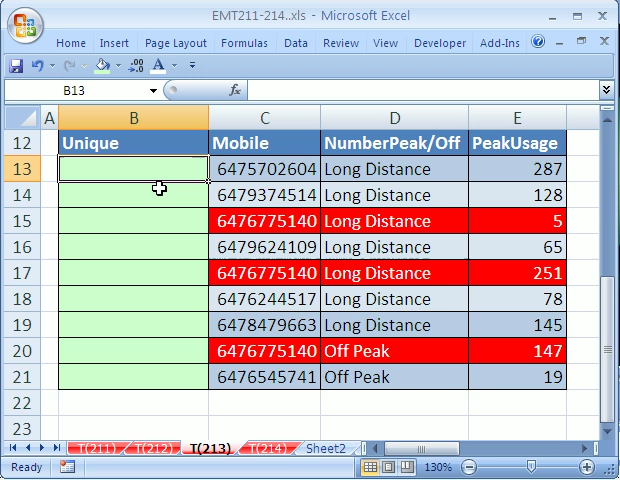 EMT211-214..xls - Microsoft Excel
Home Insert Page Layout Formulas Data Review View Developer Add-Ins
B13 fx
A B C D E
12 Unique Mobile NumberPeak/Off PeakUsage
13 6475702604 Long Distance 287
14 6479374514 Long Distance 128
15 6476775140 Long Distance 5
16 6479624109 Long Distance 65
17 6476775140 Long Distance 251
18 6476244517 Long Distance 78
19 6478479663 Long Distance 145
20 6476775140 Off Peak 147
21 6476545741 Off Peak 19
22
23
T(211) T(212) T(213) T(214) Sheet2
Ready 130%